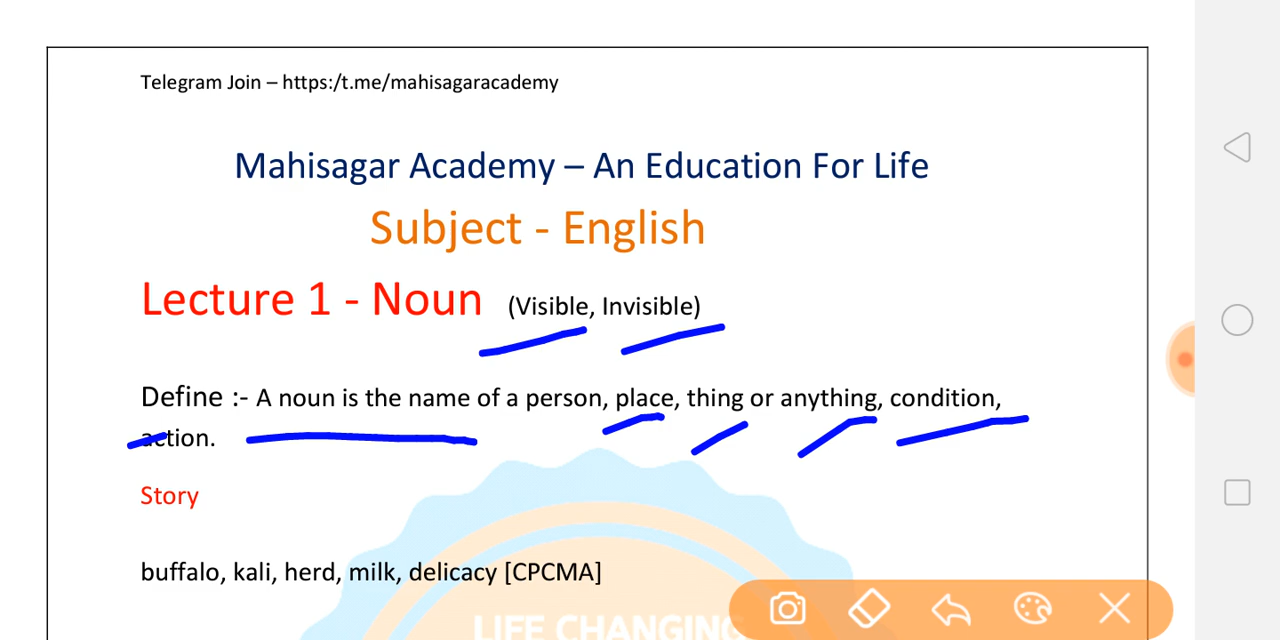 Telegram Join – https:/t.me/mahisagaracademy
Mahisagar Academy – An Education For Life
Subject - English
Lecture 1 - Noun (Visible, Invisible)
Define :- A noun is the name of a person, place, thing or anything, condition,
action.
Story
buffalo, kali, herd, milk, delicacy [CPCMA]
LIFE CHANGING